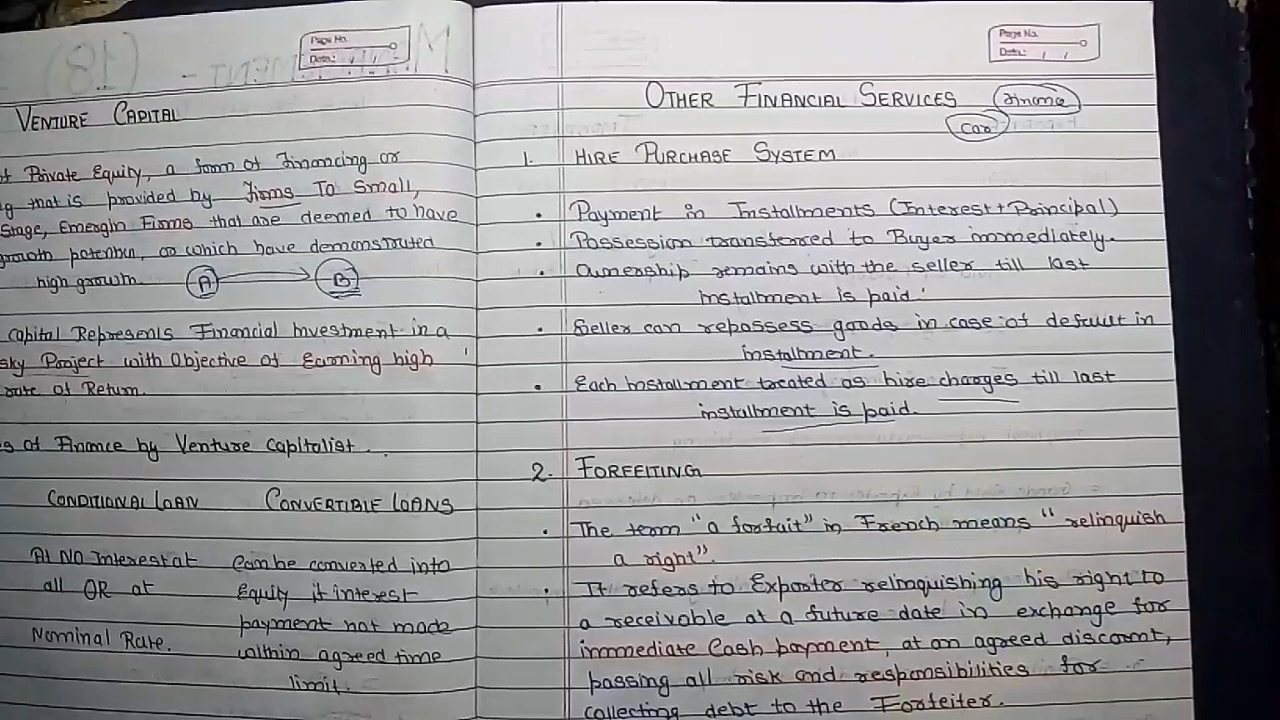 Page No.
Date: / /
VENTURE CAPITAL
of Private Equity, a form of Financing or
g that is provided by Firms To Small,
Stage, Emergin Firms that are deemed to have
growth potenbun, or which have demonstrated
high growth. A B
capital Represents Financial Investment in a
sky Project with Objective of Earning high
rate of Return.
s of Finance by Venture Capitalist...
CONDITIONAL LOAN CONVERTIBLE LOANS
At NO Interest at Can be converted into
all OR at Equity if interest
payment not made
Nominal Rate. within agreed time
limit.
Page No.
Date: / /
OTHER FINANCIAL SERVICES Finance
Car
1. HIRE PURCHASE SYSTEM
• Payment in Instalments (Interest+Principal)
• Possession transferred to Buyer immediately.
• Ownership remains with the seller till last
instalment is paid.
• Seller can repossess goods in case of default in
instalment.
• Each Installment treated as hire charges till last
installment is paid.
2. FORFEITING
• The term "a forfait" in French means "relinquish
a right".
• It refers to Exporter relinquishing his right to
a receivable at a future date in exchange for
immediate Cash payment, at an agreed discount,
passing all risk and responsibilities for
collecting debt to the Forfeiter.